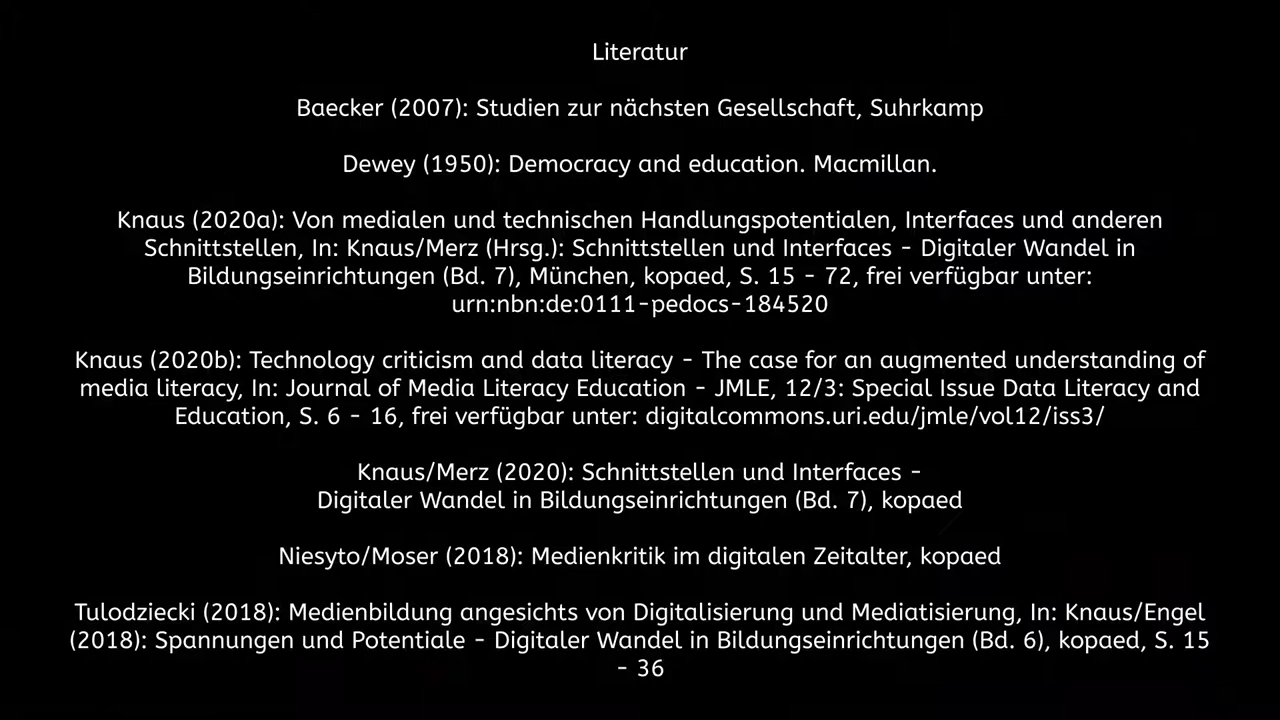 Literatur
Baecker (2007): Studien zur nächsten Gesellschaft, Suhrkamp
Dewey (1950): Democracy and education. Macmillan.
Knaus (2020a): Von medialen und technischen Handlungspotentialen, Interfaces und anderen
Schnittstellen, In: Knaus/Merz (Hrsg.): Schnittstellen und Interfaces - Digitaler Wandel in
Bildungseinrichtungen (Bd. 7), München, kopaed, S. 15 - 72, frei verfügbar unter:
urn:nbn:de:0111-pedocs-184520
Knaus (2020b): Technology criticism and data literacy - The case for an augmented understanding of
media literacy, In: Journal of Media Literacy Education - JMLE, 12/3: Special Issue Data Literacy and
Education, S. 6 - 16, frei verfügbar unter: digitalcommons.uri.edu/jmle/vol12/iss3/
Knaus/Merz (2020): Schnittstellen und Interfaces -
Digitaler Wandel in Bildungseinrichtungen (Bd. 7), kopaed
Niesyto/Moser (2018): Medienkritik im digitalen Zeitalter, kopaed
Tulodziecki (2018): Medienbildung angesichts von Digitalisierung und Mediatisierung, In: Knaus/Engel
(2018): Spannungen und Potentiale - Digitaler Wandel in Bildungseinrichtungen (Bd. 6), kopaed, S. 15
- 36